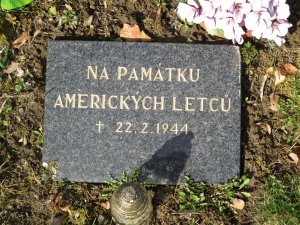 NA PAMÁTKU
AMERICKÝCH LETCŮ
† 22. 2. 1944